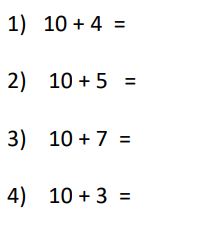 1) 10 + 4 =
2) 10 + 5 =
3) 10 + 7 =
4) 10 + 3 =